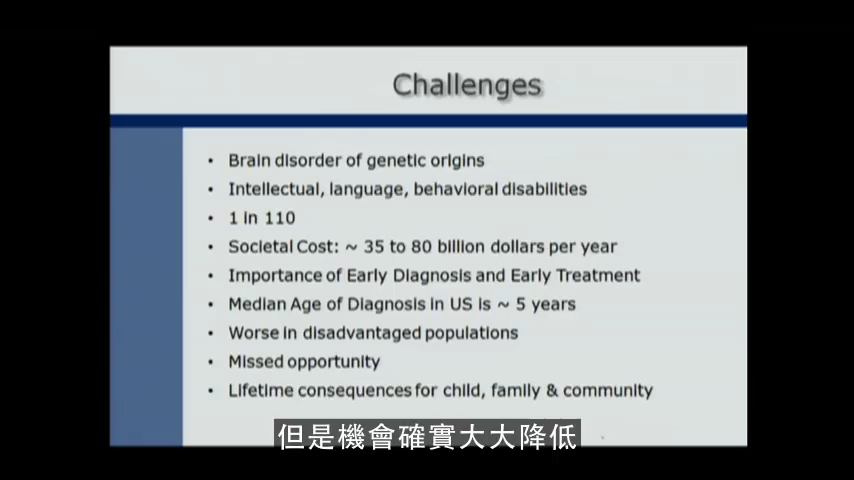 Challenges
• Brain disorder of genetic origins
• Intellectual, language, behavioral disabilities
• 1 in 110
• Societal Cost: ~ 35 to 80 billion dollars per year
• Importance of Early Diagnosis and Early Treatment
• Median Age of Diagnosis in US is ~ 5 years
• Worse in disadvantaged populations
• Missed opportunity
• Lifetime consequences for child, family & community
但是機會確實大大降低